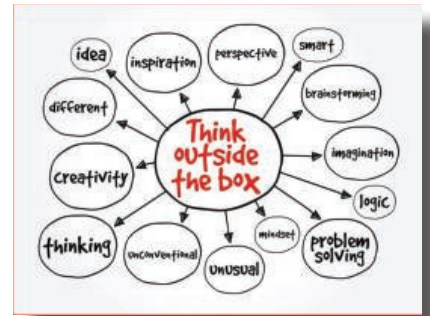 idea
inspiration
perspective
smart
different
brainstorming
Think
outside
the box
imagination
creativity
logic
thinking
unconventional
unusual
mindset
problem
solving